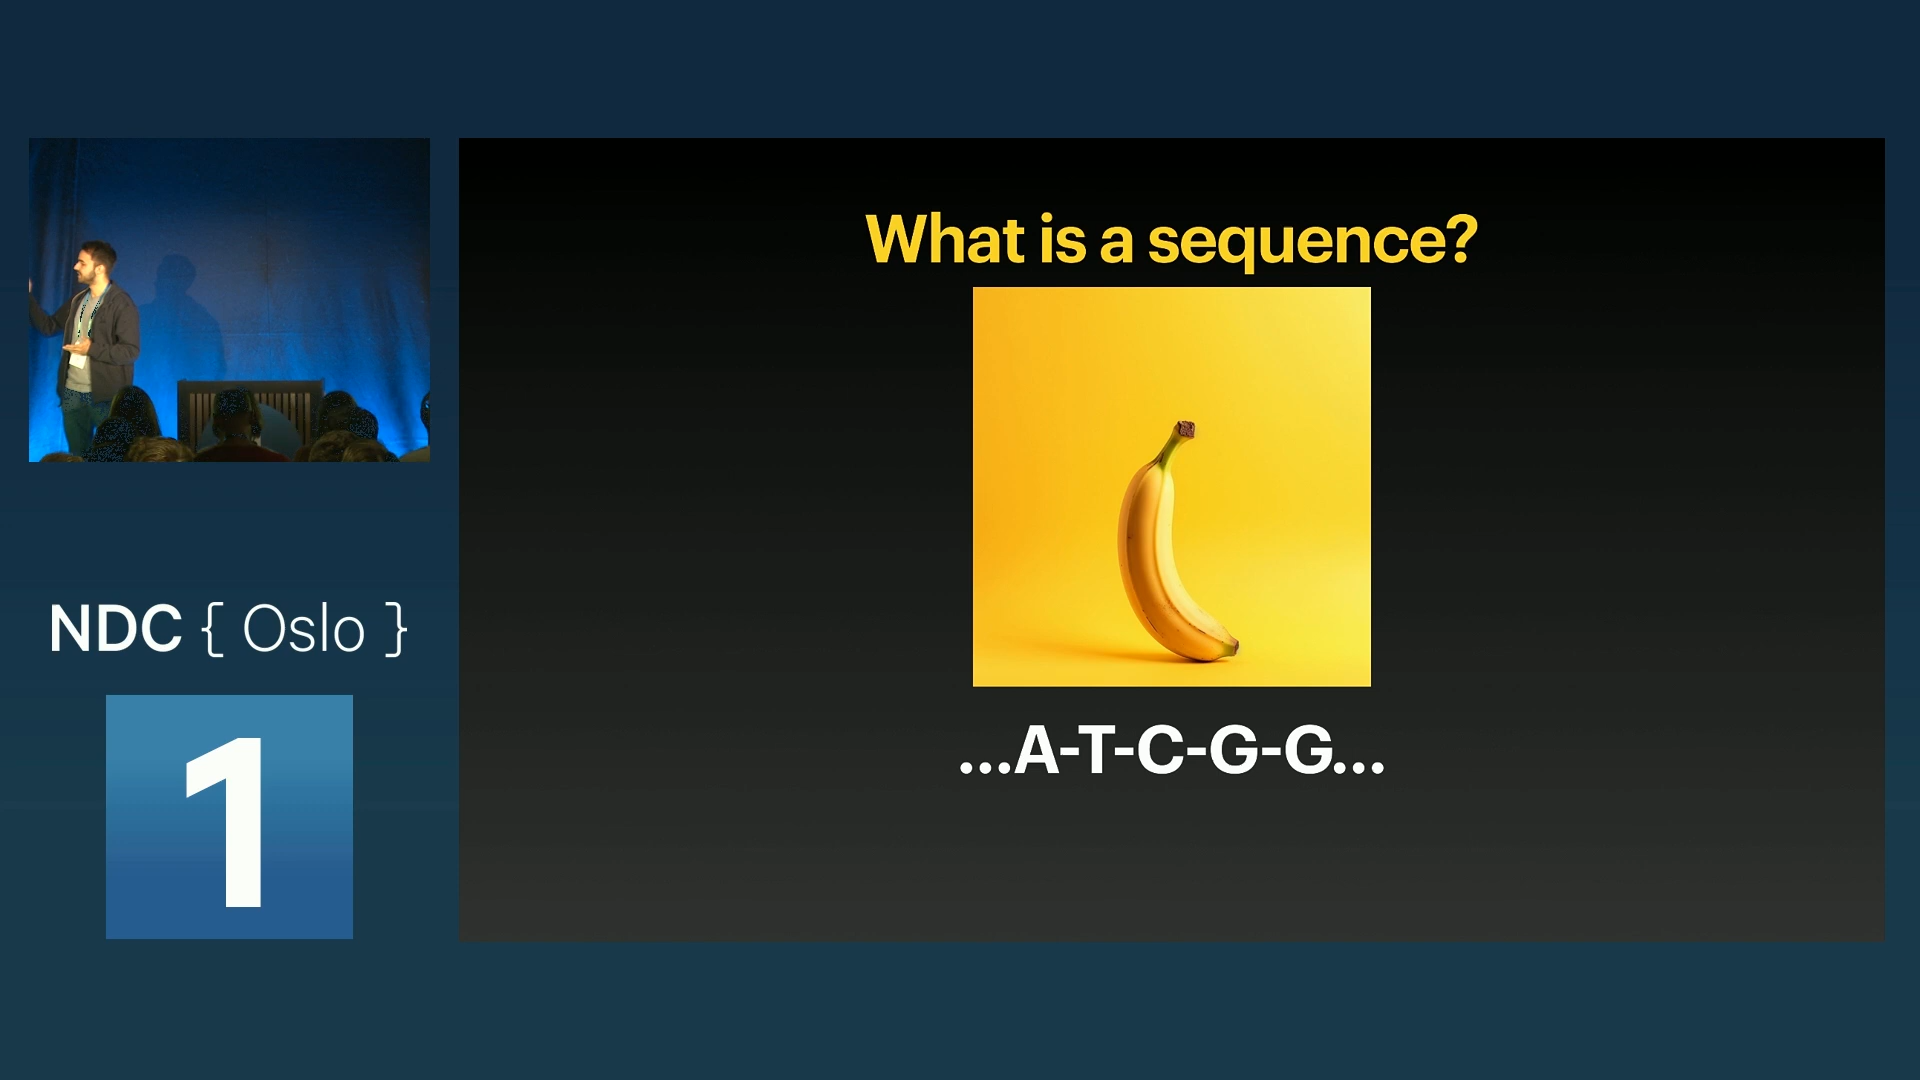 What is a sequence?
...A-T-C-G-G...
NDC { Oslo }
1